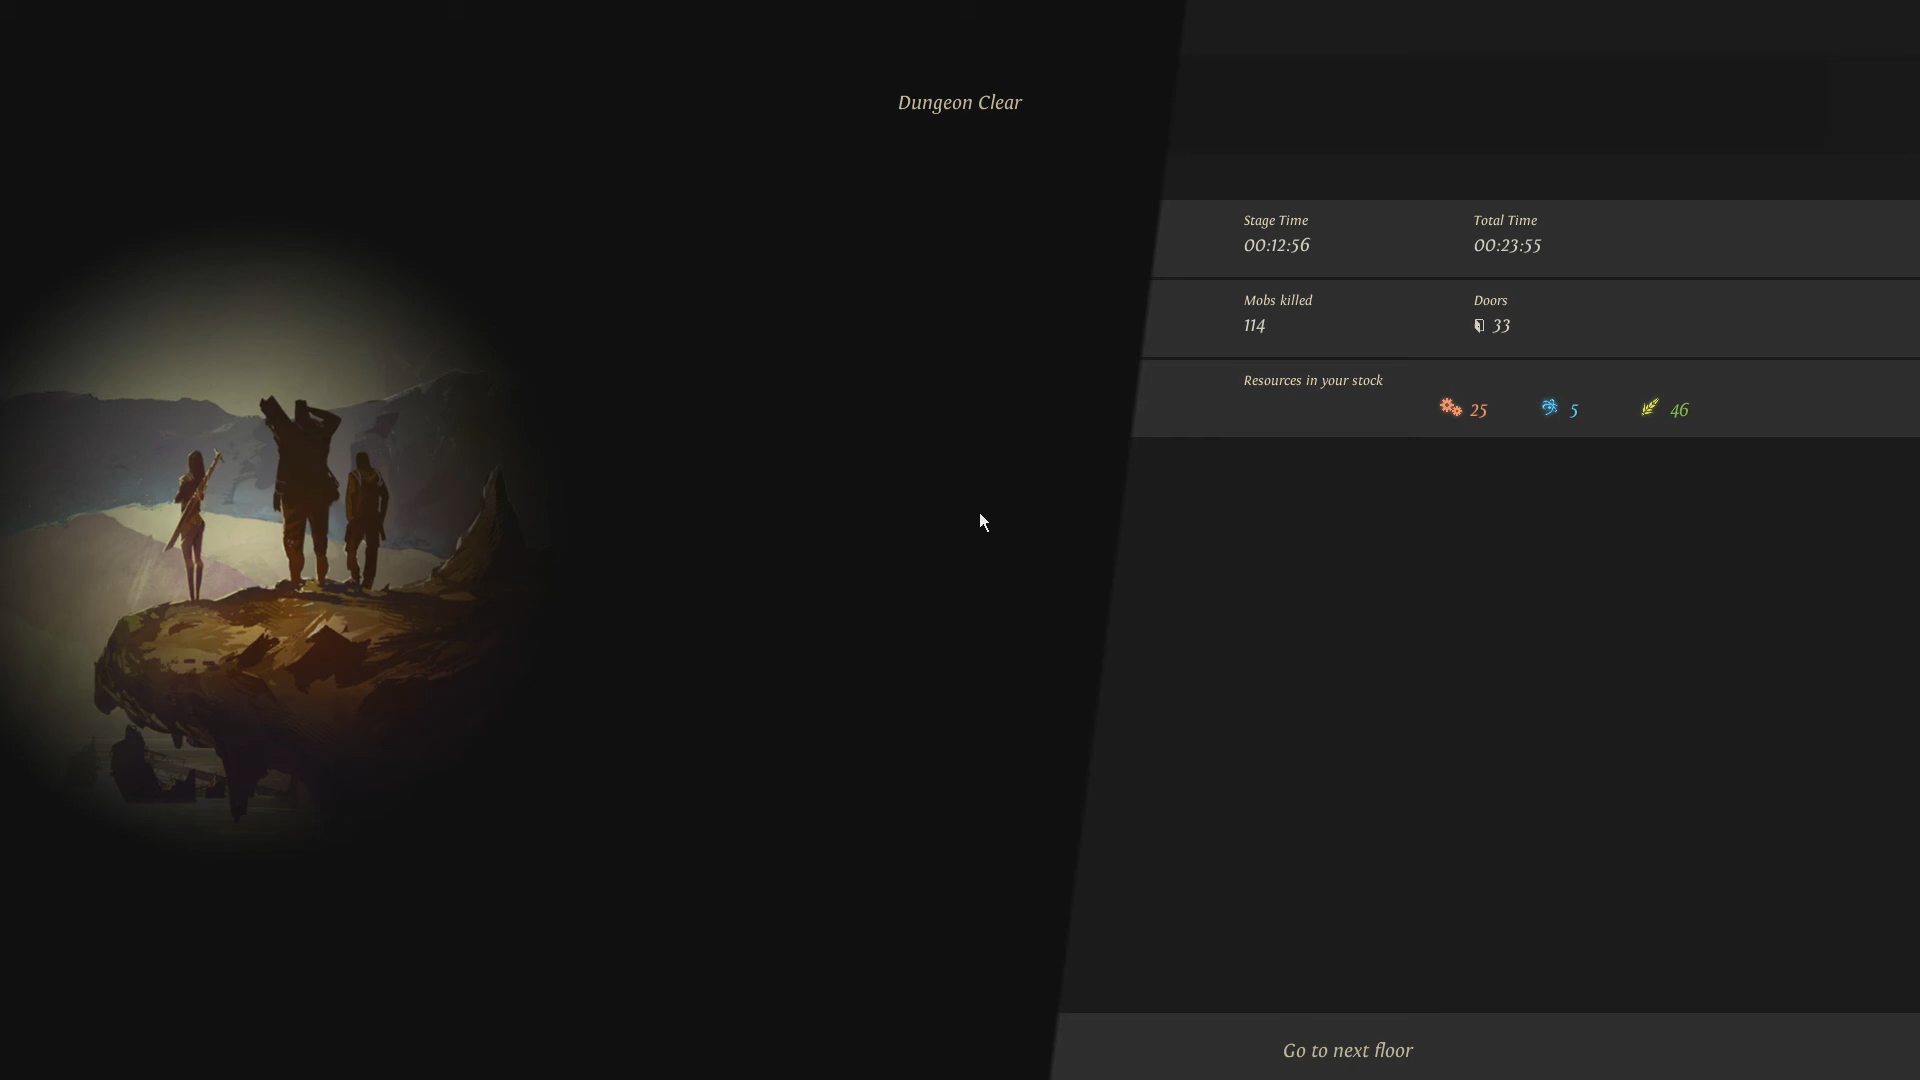 Dungeon Clear
Stage Time Total Time
00:12:56 00:23:55
Mobs killed Doors
114 33
Resources in your stock
25 5 46
Go to next floor